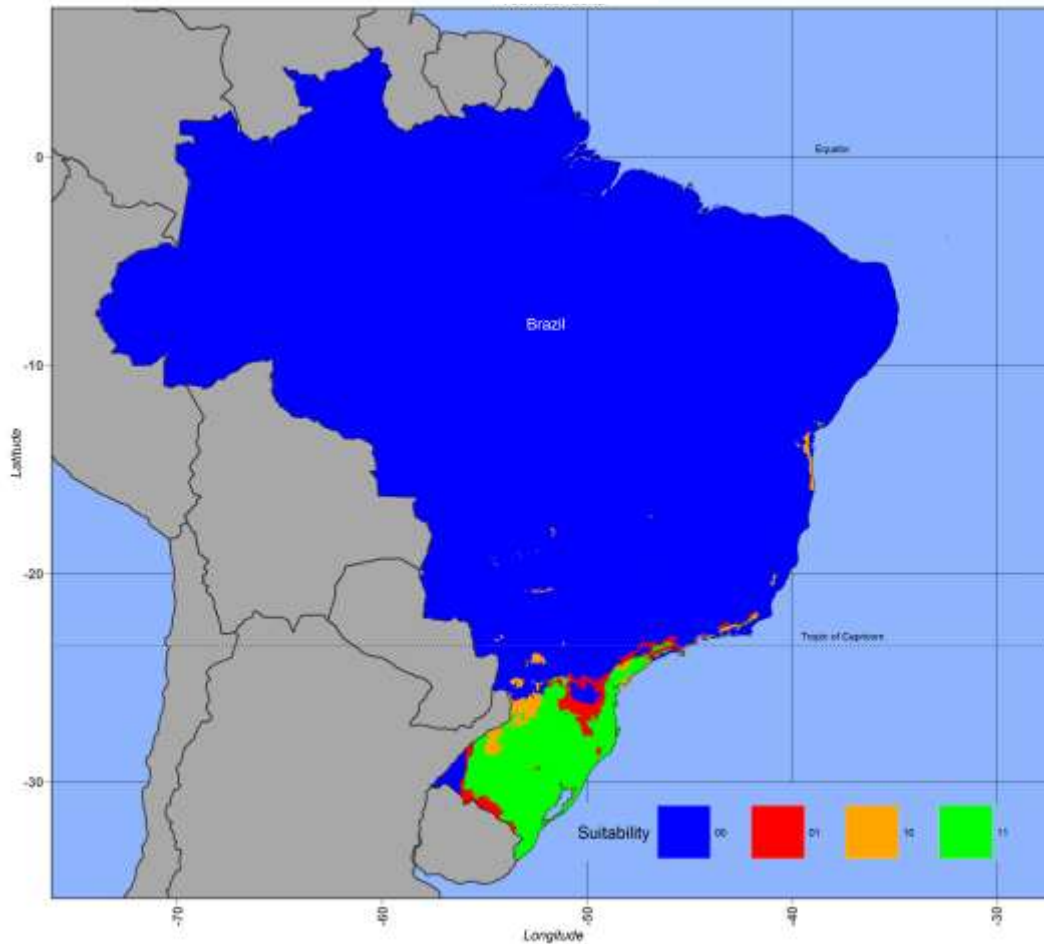 0
Equator
Brazil
-10
Latitude
-20
Tropic of Capricorn
-30
Suitability 00 01 10 11
-70 -60 -50 -40 -30
Longitude